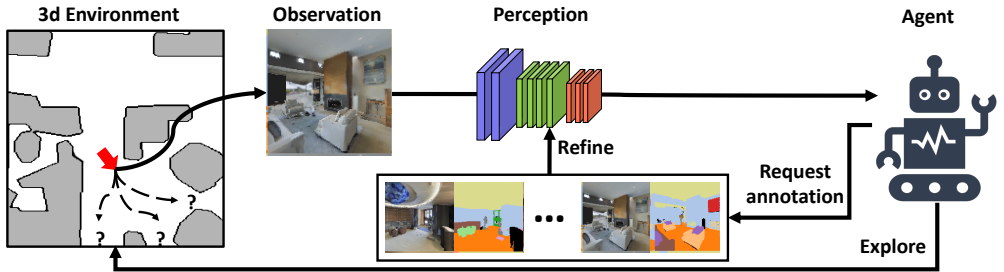 3d Environment
Observation
Perception
Agent
Refine
Request
annotation
?
?
?
...
Explore